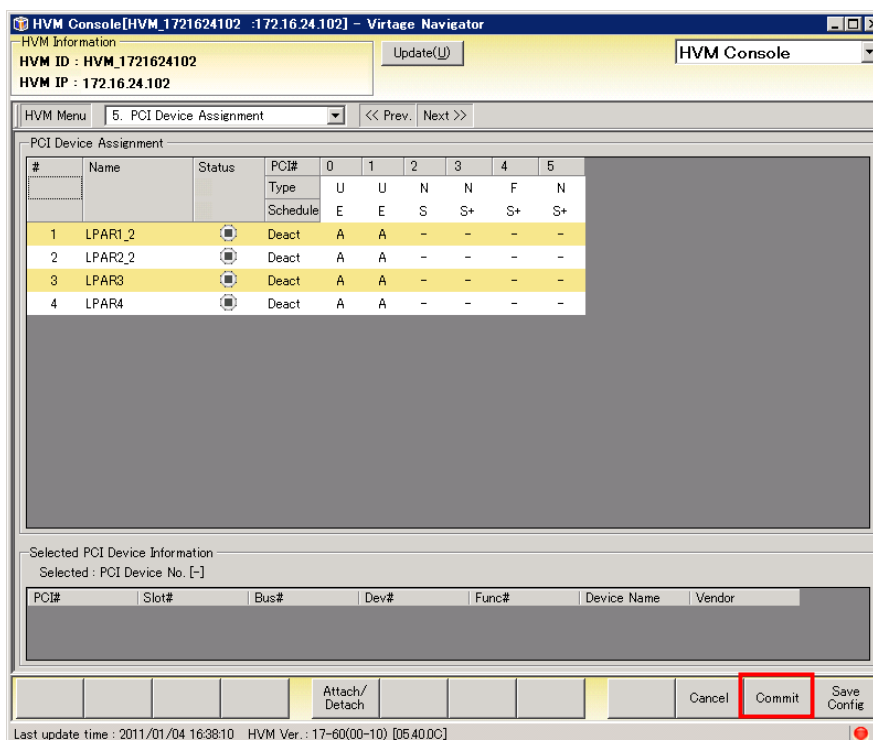 HVM Console[HVM_1721624102 :172.16.24.102] - Virtage Navigator
HVM Information
HVM ID : HVM_1721624102
HVM IP : 172.16.24.102
Update(U)
HVM Console
HVM Menu 5. PCI Device Assignment << Prev. Next >>
PCI Device Assignment
# Name Status PCI# 0 1 2 3 4 5
Type U U N N F N
Schedule E E S S+ S+ S+
1 LPAR1_2 Deact A A - - - -
2 LPAR2_2 Deact A A - - - -
3 LPAR3 Deact A A - - - -
4 LPAR4 Deact A A - - - -
Selected PCI Device Information
Selected : PCI Device No. [-]
PCI# Slot# Bus# Dev# Func# Device Name Vendor
Attach/
Detach
Cancel Commit Save
Config
Last update time : 2011/01/04 16:38:10 HVM Ver. : 17-60(00-10) [05.40.0C]